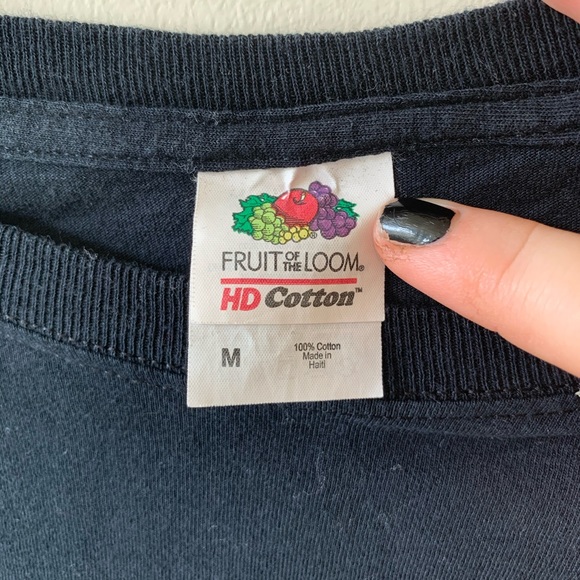 ®
FRUIT OF THE LOOM®
HD Cotton™
M
100% Cotton
Made in
Haiti